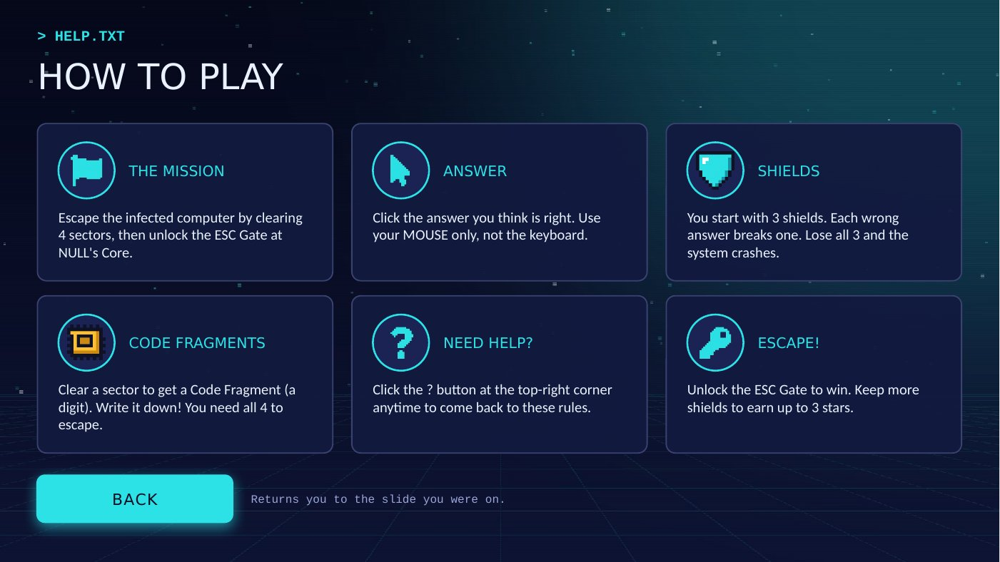 > HELP.TXT
HOW TO PLAY
THE MISSION
Escape the infected computer by clearing
4 sectors, then unlock the ESC Gate at
NULL's Core.
ANSWER
Click the answer you think is right. Use
your MOUSE only, not the keyboard.
SHIELDS
You start with 3 shields. Each wrong
answer breaks one. Lose all 3 and the
system crashes.
CODE FRAGMENTS
Clear a sector to get a Code Fragment (a
digit). Write it down! You need all 4 to
escape.
?
NEED HELP?
Click the ? button at the top-right corner
anytime to come back to these rules.
ESCAPE!
Unlock the ESC Gate to win. Keep more
shields to earn up to 3 stars.
BACK
Returns you to the slide you were on.